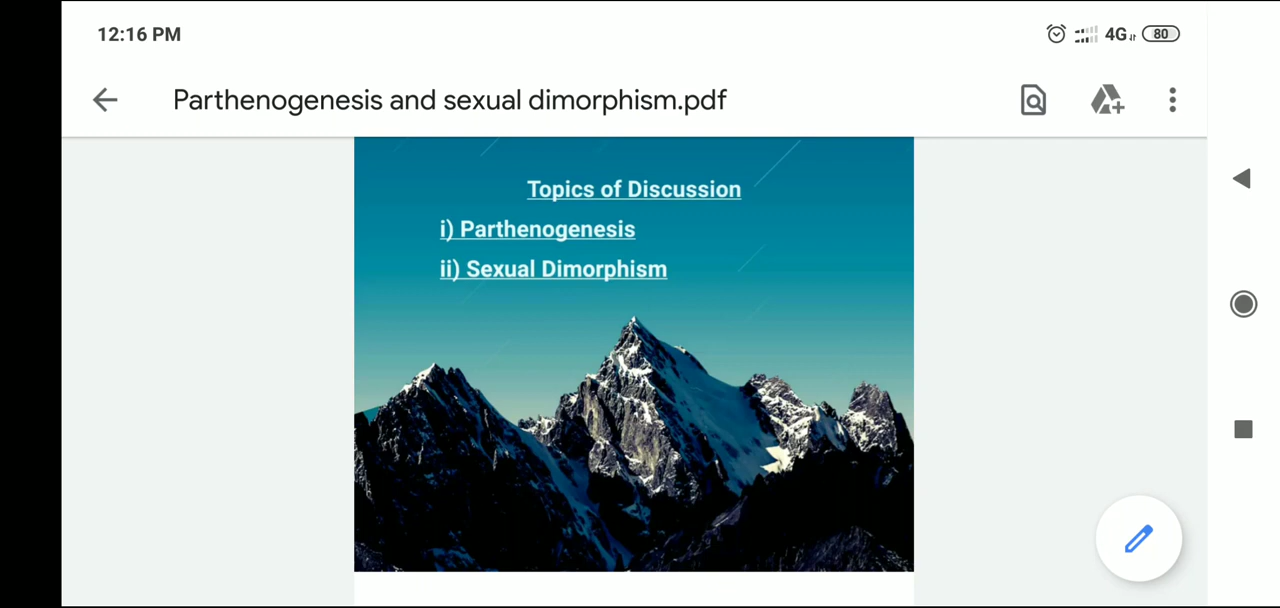 12:16 PM
4G 80
Parthenogenesis and sexual dimorphism.pdf
Topics of Discussion
i) Parthenogenesis
ii) Sexual Dimorphism